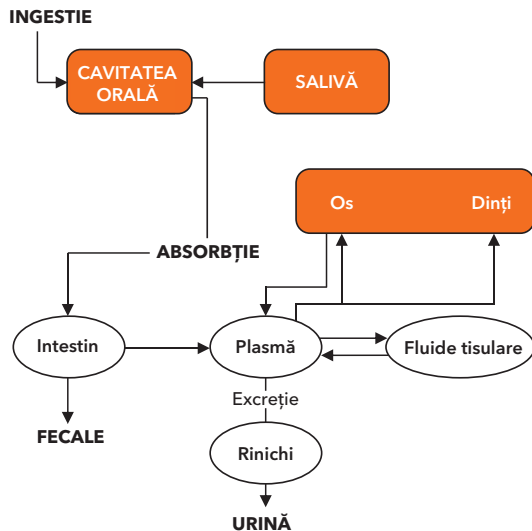 INGESTIE
CAVITATEA
ORALĂ
SALIVĂ
Os Dinți
ABSORBȚIE
Intestin
Plasmă
Fluide tisulare
Excreție
FECALE
Rinichi
URINĂ